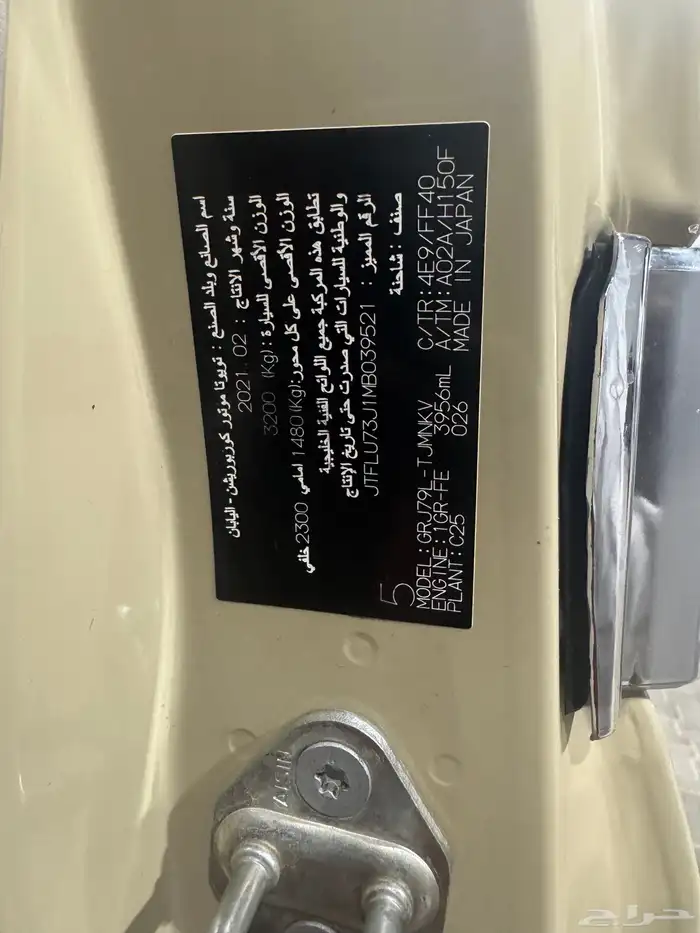 اسم الصانع وبلد الصنع : تويوتا موتور كوربوريشن - اليابان
سنة وشهر الانتاج : 2021. 02
الوزن الأقصى للسيارة : (Kg) 3200
الوزن الأقصى على كل محور:(Kg) 1480 امامي 2300 خلفي
تطابق هذه المركبة جميع اللوائح الفنية الخليجية
والوطنية للسيارات التي صدرت حتى تاريخ الإنتاج
الرقم المميز : JTFLU73J1MB039521
صنف : شاحنة
5
MODEL:GRJ79L-TJMNKV C/TR:4E9/FF40
ENGINE:1GR-FE 3956mL A/TM:A02A/H150F
PLANT:C25 026 MADE IN JAPAN
AISIN
حراج